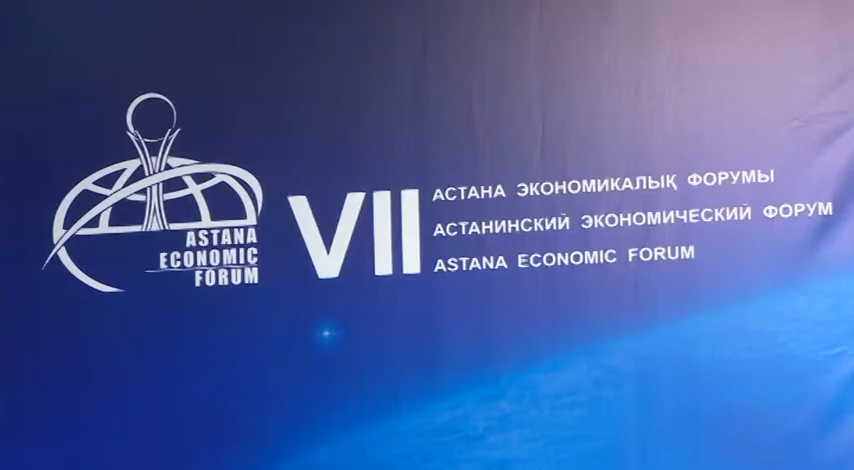 ASTANA
ECONOMIC
FORUM
VII
АСТАНА ЭКОНОМИКАЛЫҚ ФОРУМЫ
АСТАНИНСКИЙ ЭКОНОМИЧЕСКИЙ ФОРУМ
ASTANA ECONOMIC FORUM